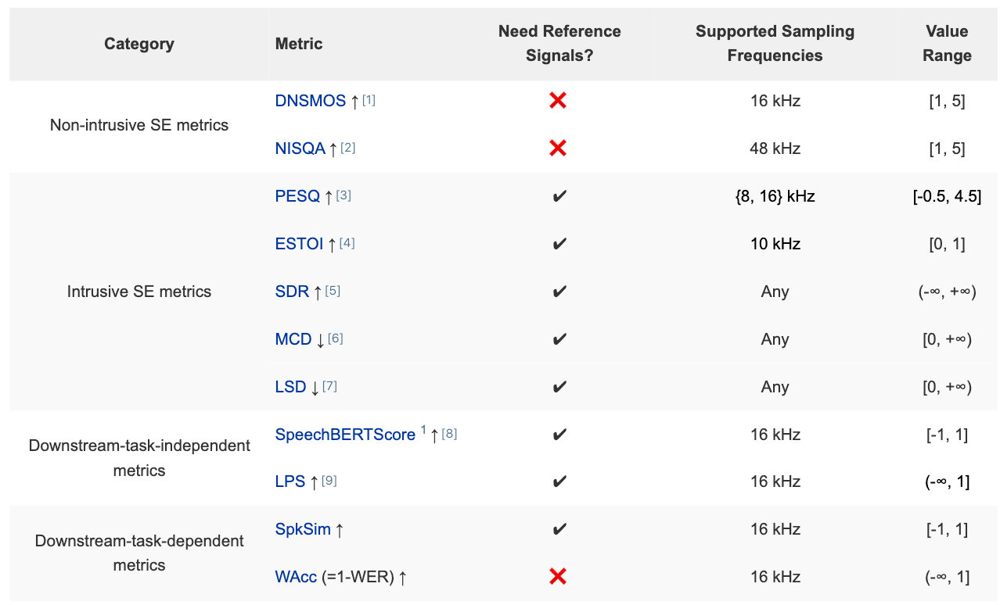 Category Metric Need Reference Signals? Supported Sampling Frequencies Value Range
Non-intrusive SE metrics
DNSMOS ↑ [1] ❌ 16 kHz [1, 5]
NISQA ↑ [2] ❌ 48 kHz [1, 5]
Intrusive SE metrics
PESQ ↑ [3] ✔ {8, 16} kHz [-0.5, 4.5]
ESTOI ↑ [4] ✔ 10 kHz [0, 1]
SDR ↑ [5] ✔ Any (-∞, +∞)
MCD ↓ [6] ✔ Any [0, +∞)
LSD ↓ [7] ✔ Any [0, +∞)
Downstream-task-independent metrics
SpeechBERTScore 1 ↑ [8] ✔ 16 kHz [-1, 1]
LPS ↑ [9] ✔ 16 kHz (-∞, 1]
Downstream-task-dependent metrics
SpkSim ↑ ✔ 16 kHz [-1, 1]
WAcc (=1-WER) ↑ ❌ 16 kHz (-∞, 1]